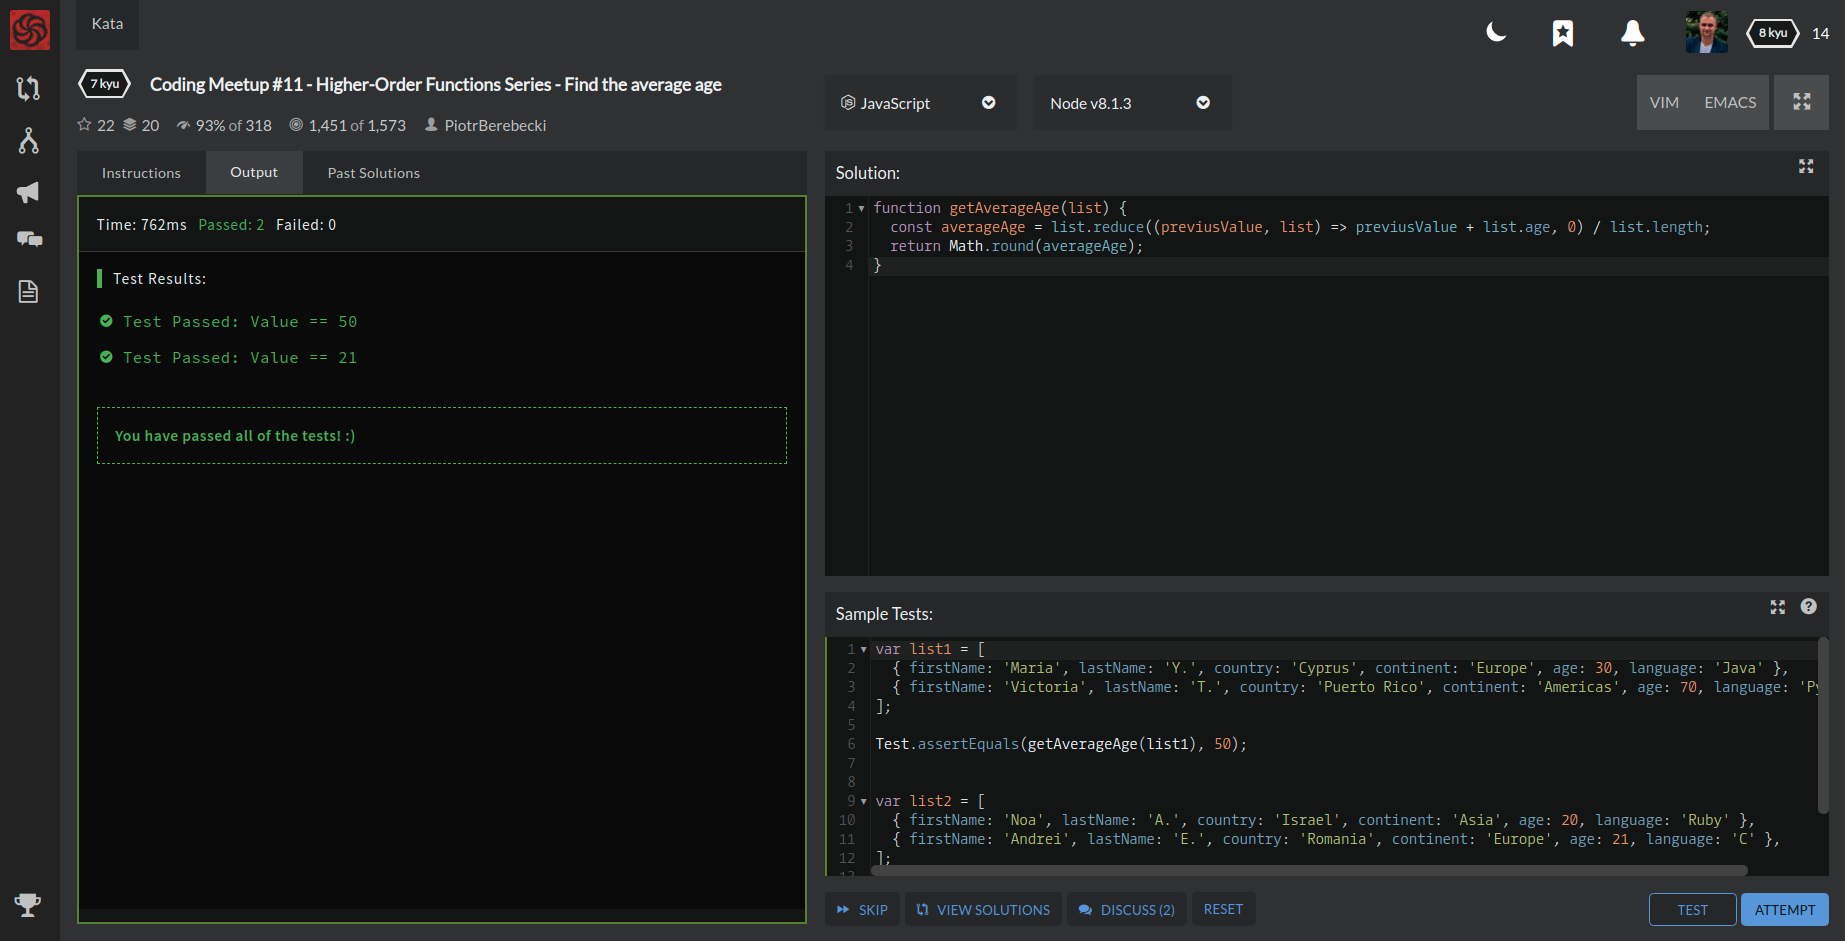 Kata
8 kyu
14
7 kyu
Coding Meetup #11 - Higher-Order Functions Series - Find the average age
22 20 93% of 318 1,451 of 1,573 PiotrBerebecki
JavaScript
Node v8.1.3
VIM EMACS
Instructions Output Past Solutions
Time: 762ms Passed: 2 Failed: 0
Test Results:
Test Passed: Value == 50
Test Passed: Value == 21
You have passed all of the tests! :)
Solution:
1 function getAverageAge(list) {
2 const averageAge = list.reduce((previusValue, list) => previusValue + list.age, 0) / list.length;
3 return Math.round(averageAge);
4 }
Sample Tests:
1 var list1 = [
2 { firstName: 'Maria', lastName: 'Y.', country: 'Cyprus', continent: 'Europe', age: 30, language: 'Java' },
3 { firstName: 'Victoria', lastName: 'T.', country: 'Puerto Rico', continent: 'Americas', age: 70, language: 'Py
4 ];
5
6 Test.assertEquals(getAverageAge(list1), 50);
7
8
9 var list2 = [
10 { firstName: 'Noa', lastName: 'A.', country: 'Israel', continent: 'Asia', age: 20, language: 'Ruby' },
11 { firstName: 'Andrei', lastName: 'E.', country: 'Romania', continent: 'Europe', age: 21, language: 'C' },
12 ];
13
SKIP VIEW SOLUTIONS DISCUSS (2) RESET
TEST ATTEMPT